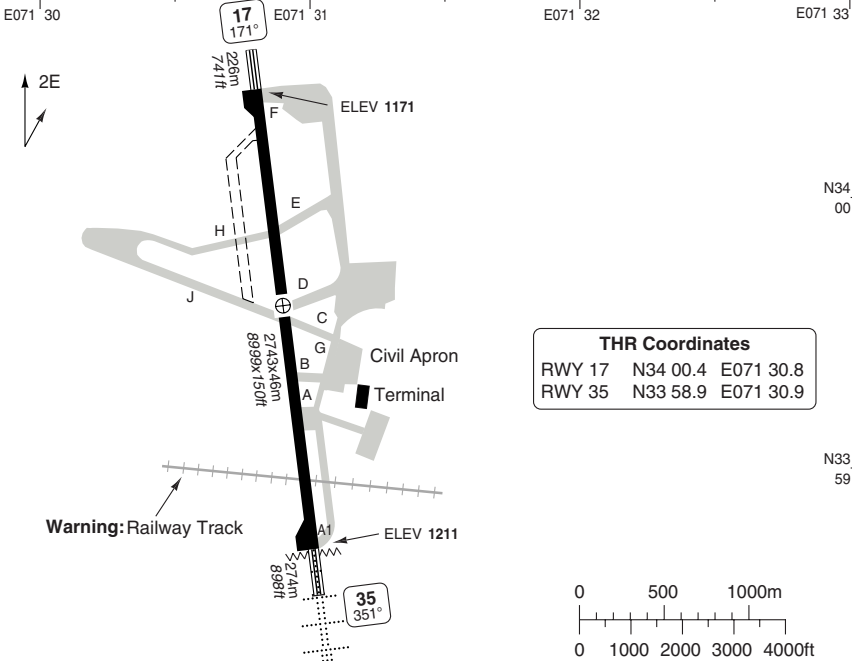 E071 30
E071 31
E071 32
E071 33
17
171°
226m
741ft
2E
ELEV 1171
F
N34
00
E
H
D
J
C
G
B
A
2743x46m
8999x150ft
Civil Apron
Terminal
THR Coordinates
RWY 17 N34 00.4 E071 30.8
RWY 35 N33 58.9 E071 30.9
N33
59
Warning: Railway Track
A1
ELEV 1211
274m
898ft
35
351°
0 500 1000m
0 1000 2000 3000 4000ft